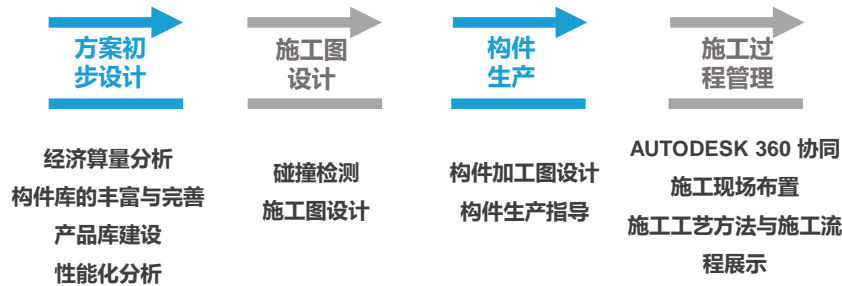 方案初
步设计
施工图
设计
构件
生产
施工过
程管理
经济算量分析
构件库的丰富与完善
产品库建设
性能化分析
碰撞检测
施工图设计
构件加工图设计
构件生产指导
AUTODESK 360 协同
施工现场布置
施工工艺方法与施工流
程展示